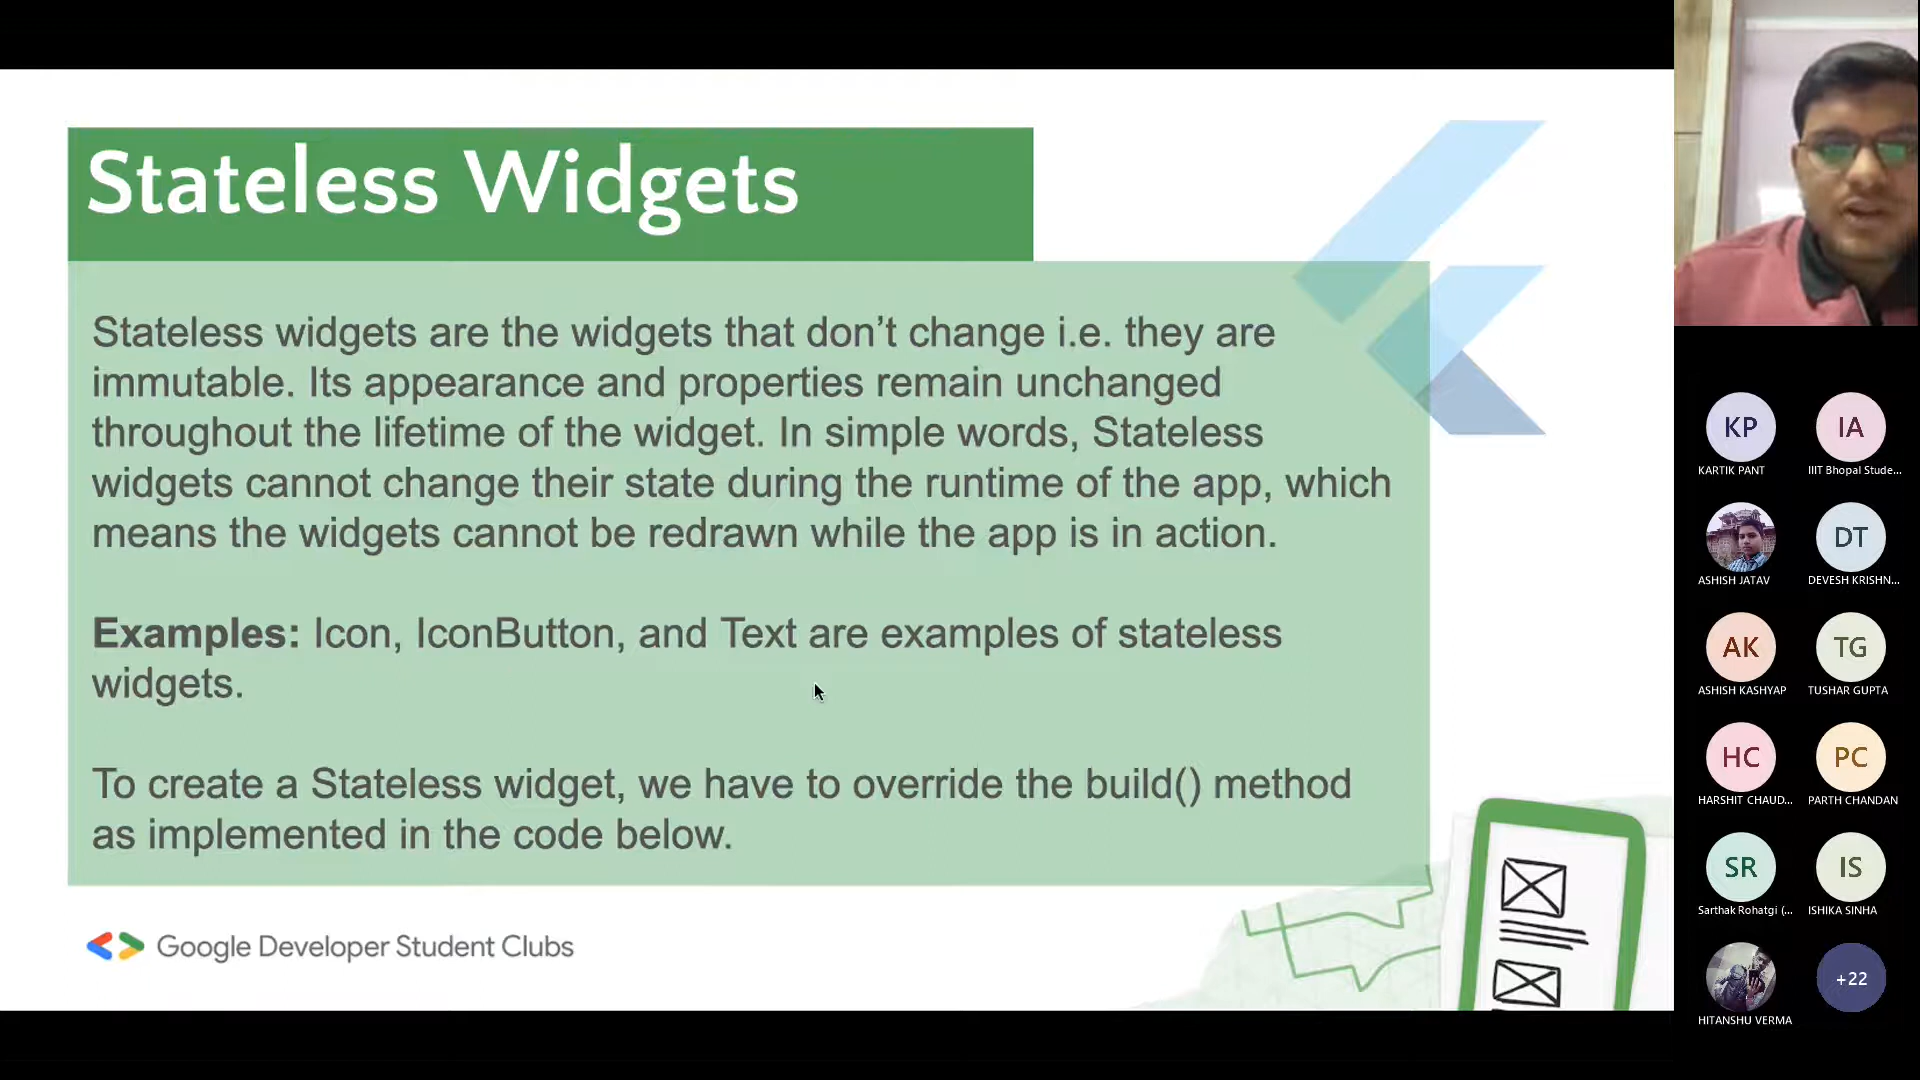 Stateless Widgets
Stateless widgets are the widgets that don’t change i.e. they are
immutable. Its appearance and properties remain unchanged
throughout the lifetime of the widget. In simple words, Stateless
widgets cannot change their state during the runtime of the app, which
means the widgets cannot be redrawn while the app is in action.
Examples: Icon, IconButton, and Text are examples of stateless
widgets.
To create a Stateless widget, we have to override the build() method
as implemented in the code below.
Google Developer Student Clubs
KP
KARTIK PANT
IA
IIIT Bhopal Stude...
ASHISH JATAV
DT
DEVESH KRISHN...
AK
ASHISH KASHYAP
TG
TUSHAR GUPTA
HC
HARSHIT CHAUD...
PC
PARTH CHANDAN
SR
Sarthak Rohatgi (...
IS
ISHIKA SINHA
HITANSHU VERMA
+22